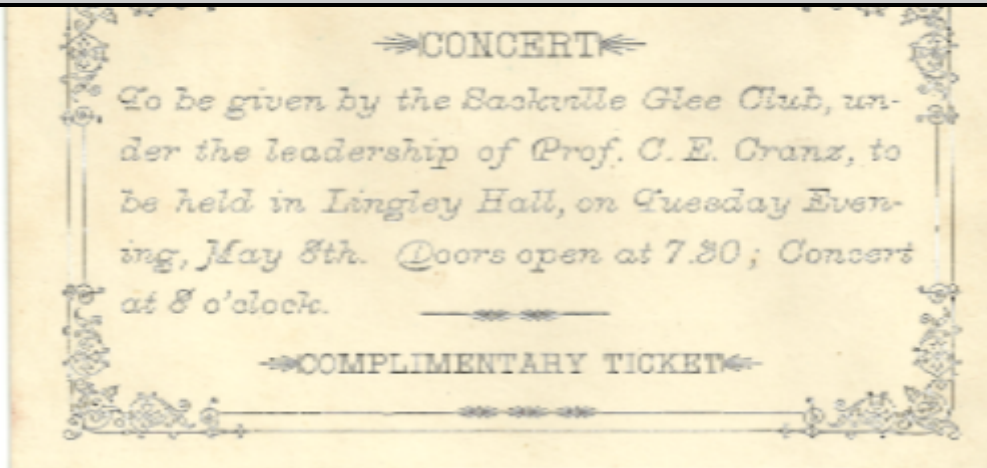 CONCERT
To be given by the Sackville Glee Club, un-
der the leadership of Prof. C. E. Cranz, to
be held in Lingley Hall, on Tuesday Even-
ing, May 8th. Doors open at 7.30; Concert
at 8 o'clock.
COMPLIMENTARY TICKET